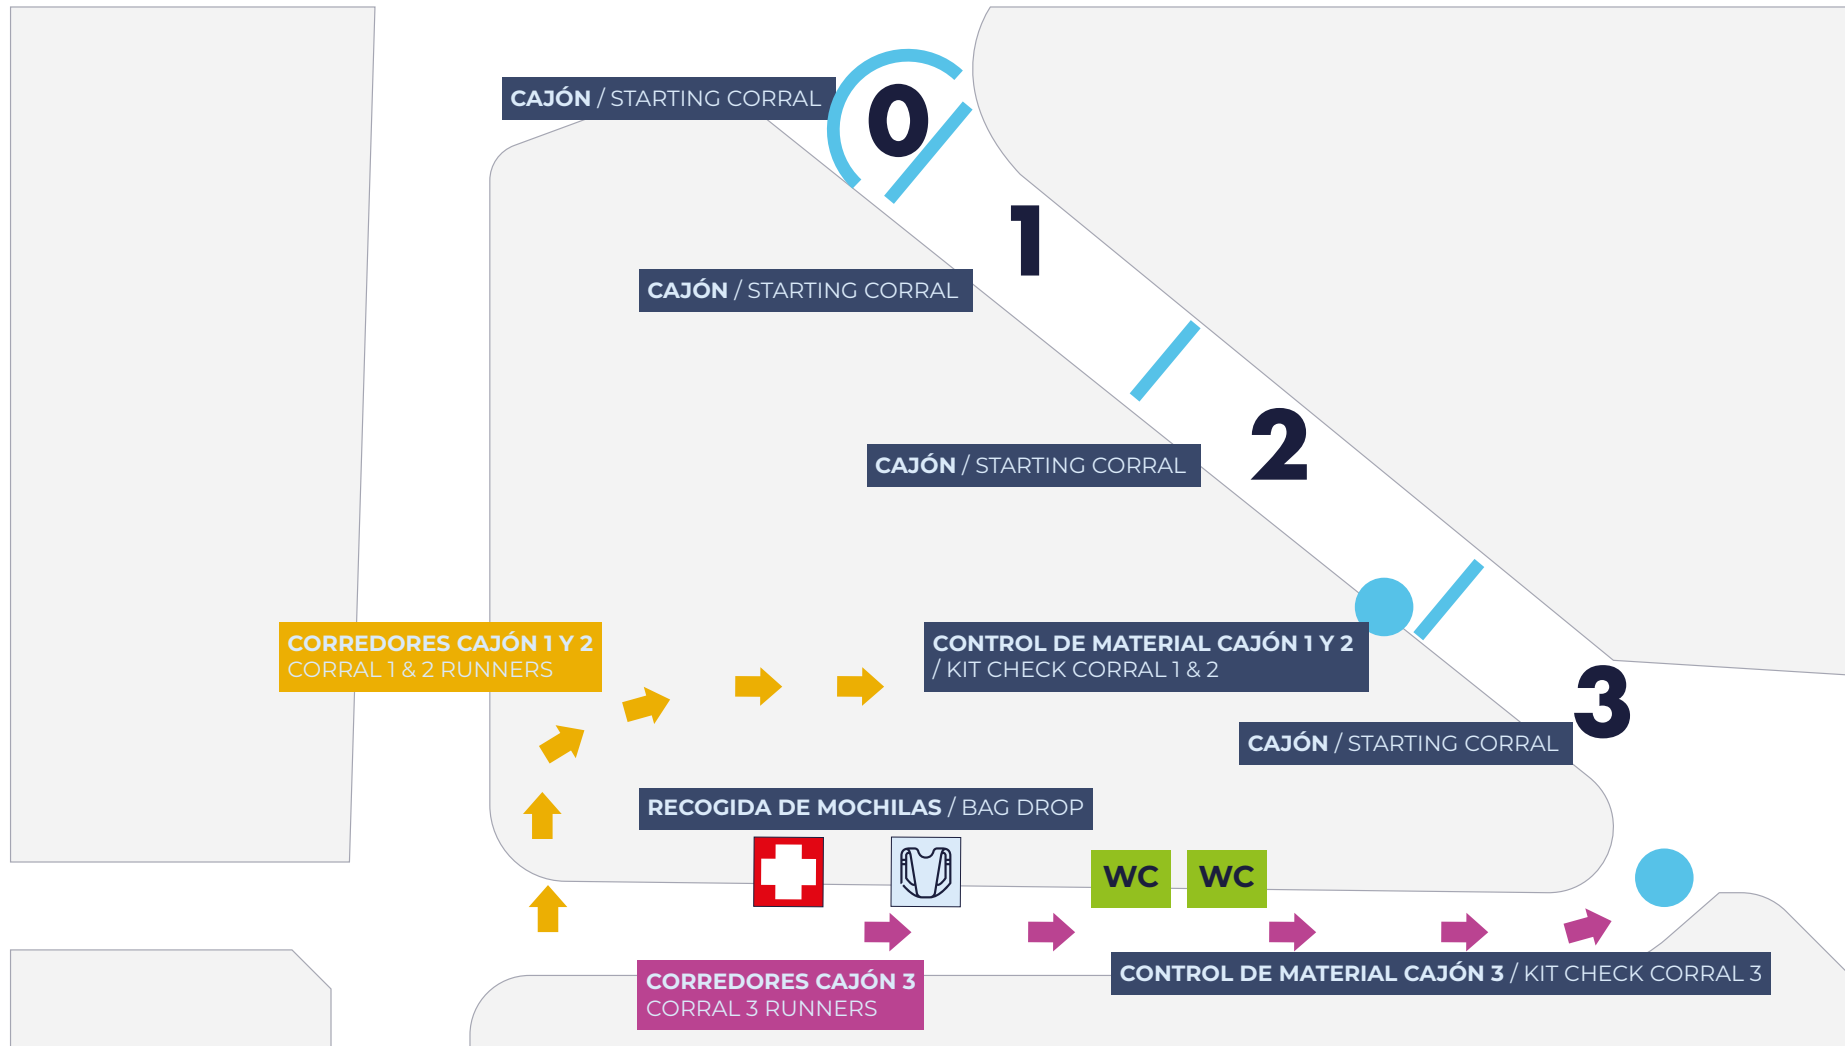 CAJÓN / STARTING CORRAL
0
1
CAJÓN / STARTING CORRAL
2
CAJÓN / STARTING CORRAL
CORREDORES CAJÓN 1 Y 2
CORRAL 1 & 2 RUNNERS
CONTROL DE MATERIAL CAJÓN 1 Y 2
/ KIT CHECK CORRAL 1 & 2
3
CAJÓN / STARTING CORRAL
RECOGIDA DE MOCHILAS / BAG DROP
WC
WC
CORREDORES CAJÓN 3
CORRAL 3 RUNNERS
CONTROL DE MATERIAL CAJÓN 3 / KIT CHECK CORRAL 3